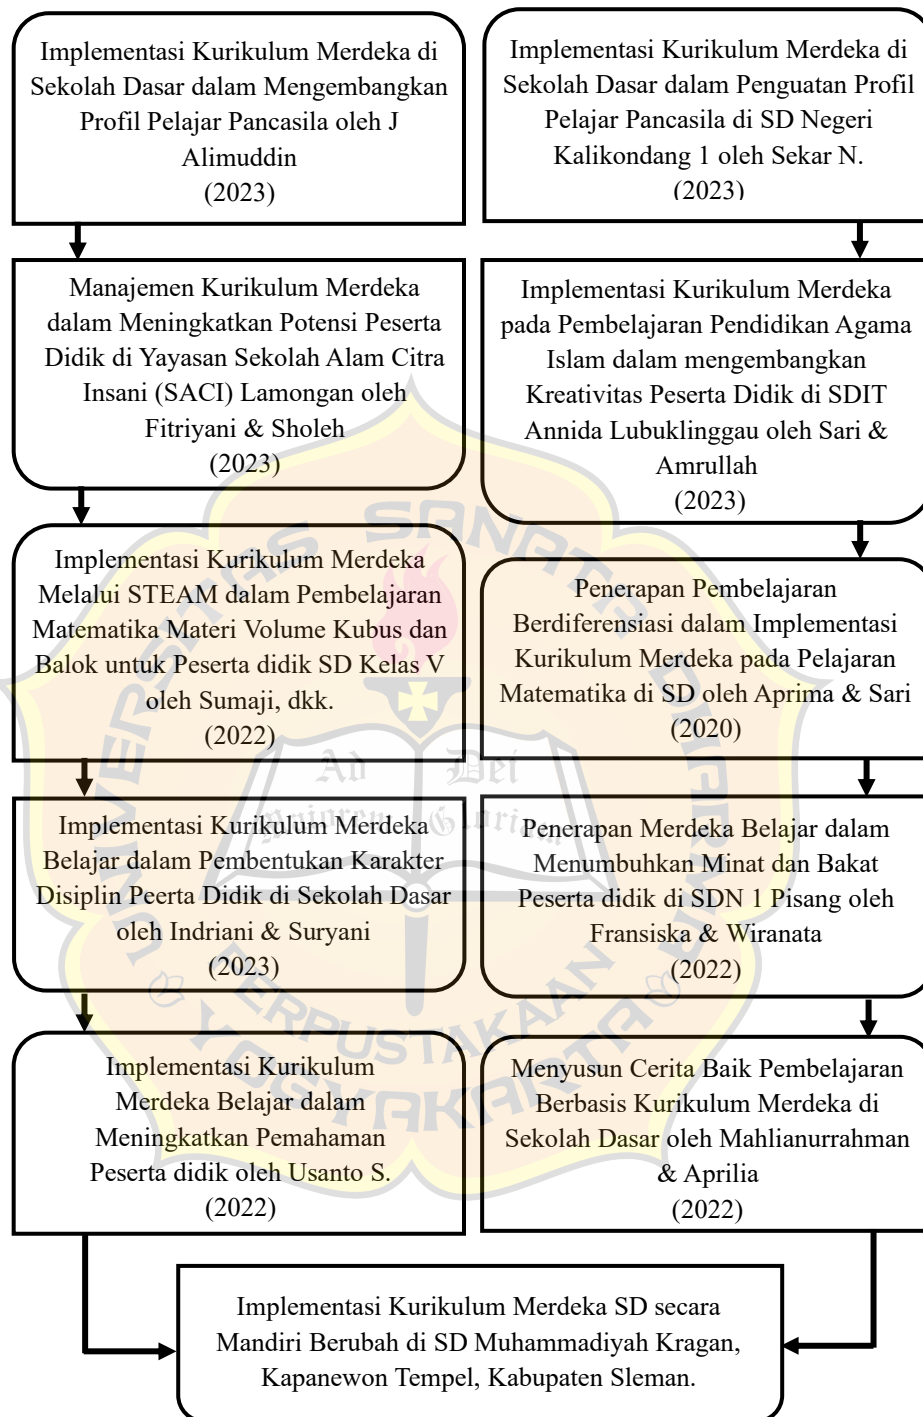 Implementasi Kurikulum Merdeka di
Sekolah Dasar dalam Mengembangkan
Profil Pelajar Pancasila oleh J
Alimuddin
(2023)
Implementasi Kurikulum Merdeka di
Sekolah Dasar dalam Penguatan Profil
Pelajar Pancasila di SD Negeri
Kalikondang 1 oleh Sekar N.
(2023)
Manajemen Kurikulum Merdeka
dalam Meningkatkan Potensi Peserta
Didik di Yayasan Sekolah Alam Citra
Insani (SACI) Lamongan oleh
Fitriyani & Sholeh
(2023)
Implementasi Kurikulum Merdeka
pada Pembelajaran Pendidikan Agama
Islam dalam mengembangkan
Kreativitas Peserta Didik di SDIT
Annida Lubuklinggau oleh Sari &
Amrullah
(2023)
Implementasi Kurikulum Merdeka
Melalui STEAM dalam Pembelajaran
Matematika Materi Volume Kubus dan
Balok untuk Peserta didik SD Kelas V
oleh Sumaji, dkk.
(2022)
Penerapan Pembelajaran
Berdiferensiasi dalam Implementasi
Kurikulum Merdeka pada Pelajaran
Matematika di SD oleh Aprima & Sari
(2020)
Implementasi Kurikulum Merdeka
Belajar dalam Pembentukan Karakter
Disiplin Peerta Didik di Sekolah Dasar
oleh Indriani & Suryani
(2023)
Penerapan Merdeka Belajar dalam
Menumbuhkan Minat dan Bakat
Peserta didik di SDN 1 Pisang oleh
Fransiska & Wiranata
(2022)
Implementasi Kurikulum
Merdeka Belajar dalam
Meningkatkan Pemahaman
Peserta didik oleh Usanto S.
(2022)
Menyusun Cerita Baik Pembelajaran
Berbasis Kurikulum Merdeka di
Sekolah Dasar oleh Mahlianurrahman
& Aprilia
(2022)
Implementasi Kurikulum Merdeka SD secara
Mandiri Berubah di SD Muhammadiyah Kragan,
Kapanewon Tempel, Kabupaten Sleman.
UNIVERSITAS SANATA DHARMA
Ad Dei
Maiorem Gloriam
PERPUSTAKAAN
YOGYAKARTA